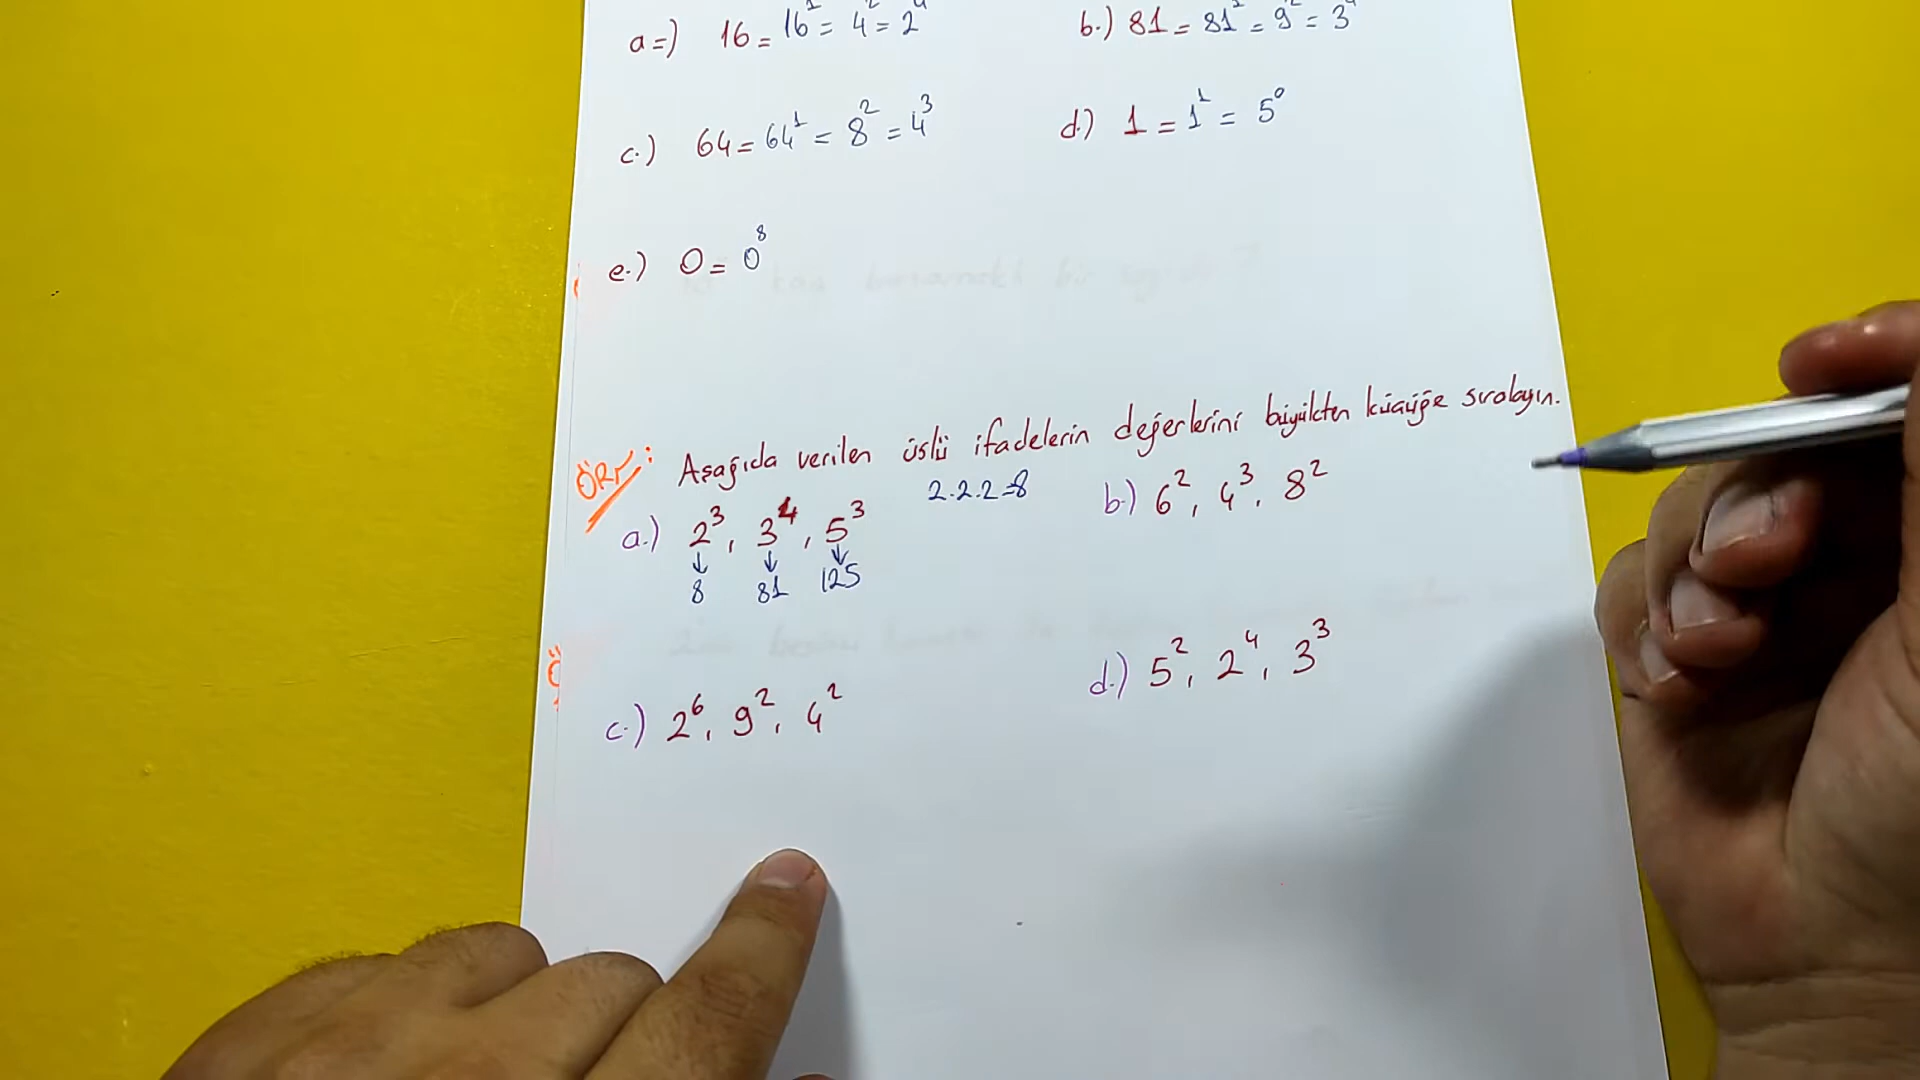 a=) 16 = 16¹ = 4² = 2⁴
b.) 81 = 81¹ = 9² = 3⁴
c.) 64 = 64¹ = 8² = 4³
d.) 1 = 1¹ = 5⁰
e.) 0 = 0⁸
ÖRN: Aşağıda verilen üslü ifadelerin değerlerini büyükten küçüğe sıralayın.
2.2.2=8
a.) 2³, 3⁴, 5³
↓ ↓ ↓
8 81 125
b.) 6², 4³, 8²
c.) 2⁶, 9², 4²
d.) 5², 2⁴, 3³